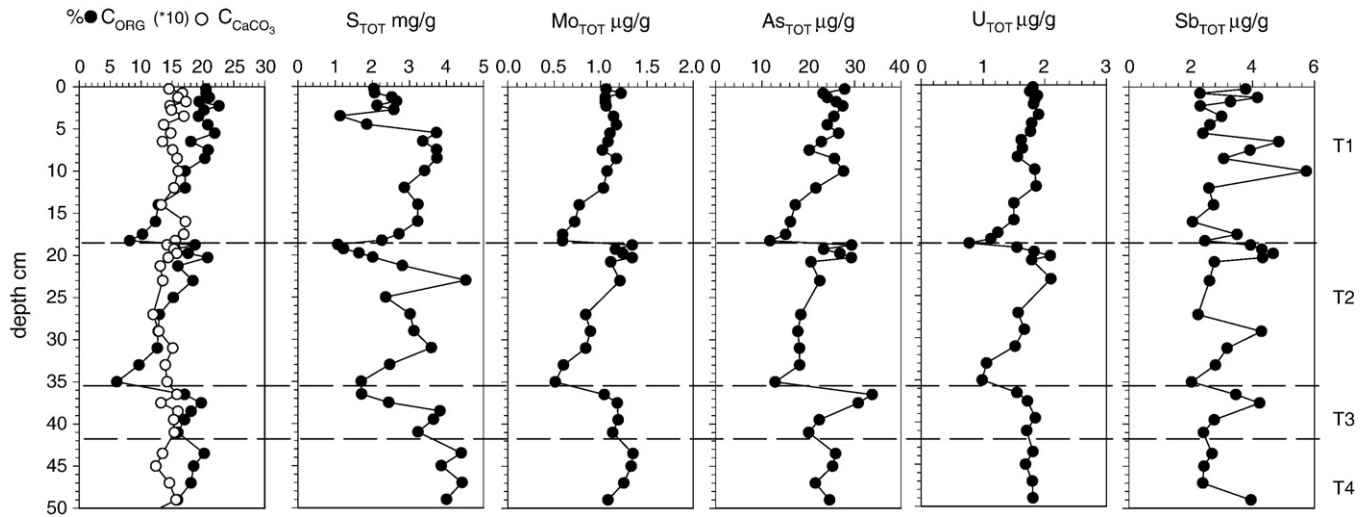 %● C_ORG (*10) ○ C_CaCO3 S_TOT mg/g Mo_TOT µg/g As_TOT µg/g U_TOT µg/g Sb_TOT µg/g
0 5 10 15 20 25 30 0 1 2 3 4 5 0.0 0.5 1.0 1.5 2.0 0 10 20 30 40 0 1 2 3 0 2 4 6
0
5
T1
10
15
20
25
T2
30
35
40
T3
45
T4
50
depth cm